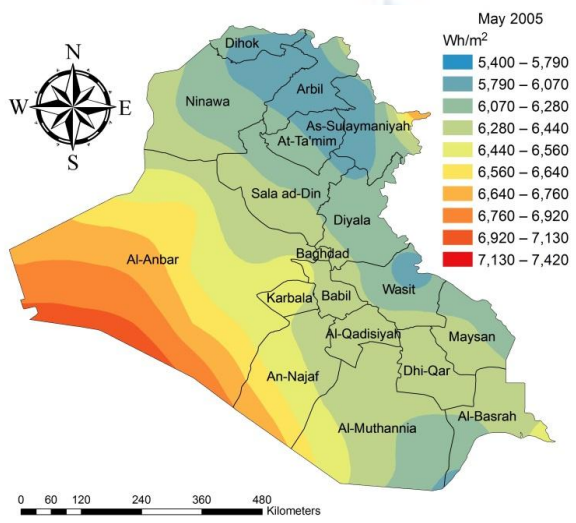 May 2005
Wh/m²
5,400 – 5,790
5,790 – 6,070
6,070 – 6,280
6,280 – 6,440
6,440 – 6,560
6,560 – 6,640
6,640 – 6,760
6,760 – 6,920
6,920 – 7,130
7,130 – 7,420
N
W E
S
Dihok
Ninawa
Arbil
As-Sulaymaniyah
At-Ta'mim
Sala ad-Din
Diyala
Al-Anbar
Baghdad
Wasit
Karbala
Babil
Al-Qadisiyah
Maysan
An-Najaf
Dhi-Qar
Al-Basrah
Al-Muthannia
0 30 60 120 240 360 480
Kilometers